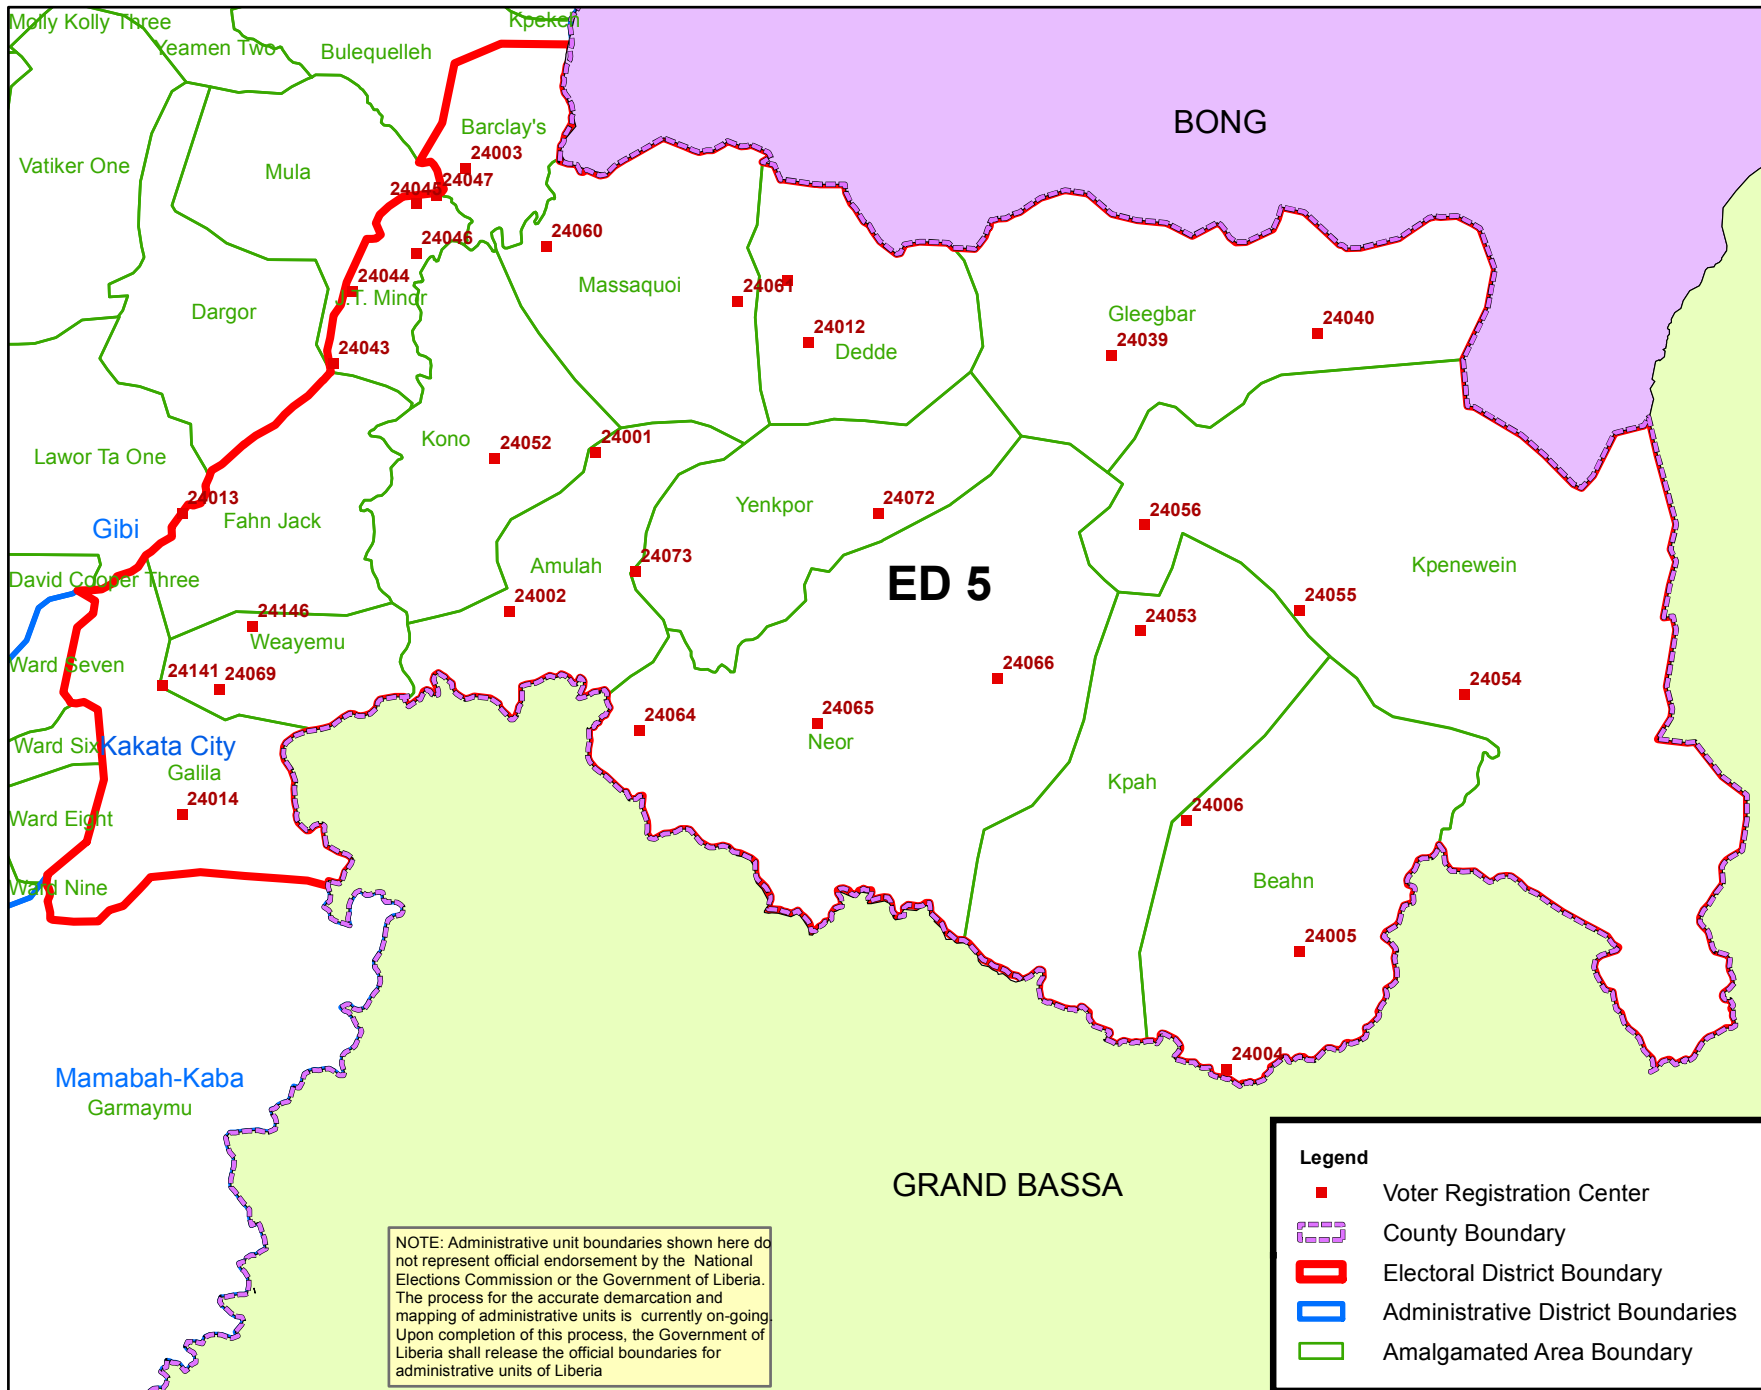 Molly Kolly Three
Yeamen Two
Bulequelleh
Kpeken
BONG
Barclay's
24003
Vatiker One
Mula
24045
24047
24046
24060
24044
J.T. Minor
Massaquoi
24061
Dargor
24012
Dedde
Gleegbar
24039
24040
24043
Kono
24052
24001
Lawor Ta One
24013
Fahn Jack
Gibi
Yenkpor
24072
24056
David Cooper Three
Amulah
24073
ED 5
Kpenewein
24002
24055
24053
24146
Weayemu
Ward Seven
24141
24069
24066
24054
24064
24065
Neor
Ward Six
Kakata City
Galila
24014
Kpah
24006
Ward Eight
Ward Nine
Beahn
24005
24004
Mamabah-Kaba
Garmaymu
GRAND BASSA
NOTE: Administrative unit boundaries shown here do
not represent official endorsement by the National
Elections Commission or the Government of Liberia.
The process for the accurate demarcation and
mapping of administrative units is currently on-going.
Upon completion of this process, the Government of
Liberia shall release the official boundaries for
administrative units of Liberia
Legend
Voter Registration Center
County Boundary
Electoral District Boundary
Administrative District Boundaries
Amalgamated Area Boundary